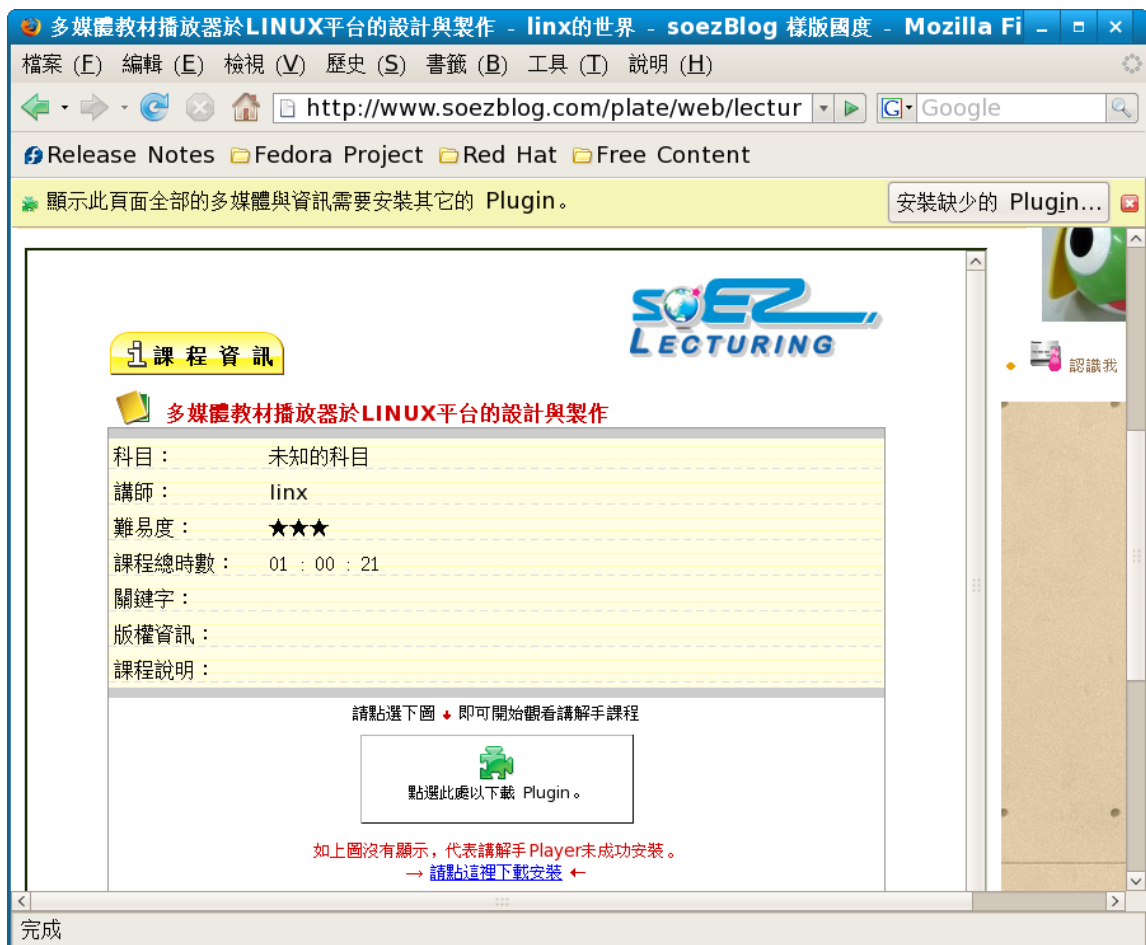 多媒體教材播放器於LINUX平台的設計與製作 - linx的世界 - soezBlog 樣版國度 - Mozilla Fi
檔案 (F) 編輯 (E) 檢視 (V) 歷史 (S) 書籤 (B) 工具 (T) 說明 (H)
http://www.soezblog.com/plate/web/lectur G Google
Release Notes Fedora Project Red Hat Free Content
顯示此頁面全部的多媒體與資訊需要安裝其它的 Plugin。 安裝缺少的 Plugin...
SOEZ
LECTURING
課程資訊
認識我
多媒體教材播放器於LINUX平台的設計與製作
科目： 未知的科目
講師： linx
難易度： ★★★
課程總時數： 01 : 00 : 21
關鍵字：
版權資訊：
課程說明：
請點選下圖 ↓ 即可開始觀看講解手課程
點選此處以下載 Plugin。
如上圖沒有顯示，代表講解手Player未成功安裝。
→ 請點這裡下載安裝 ←
完成